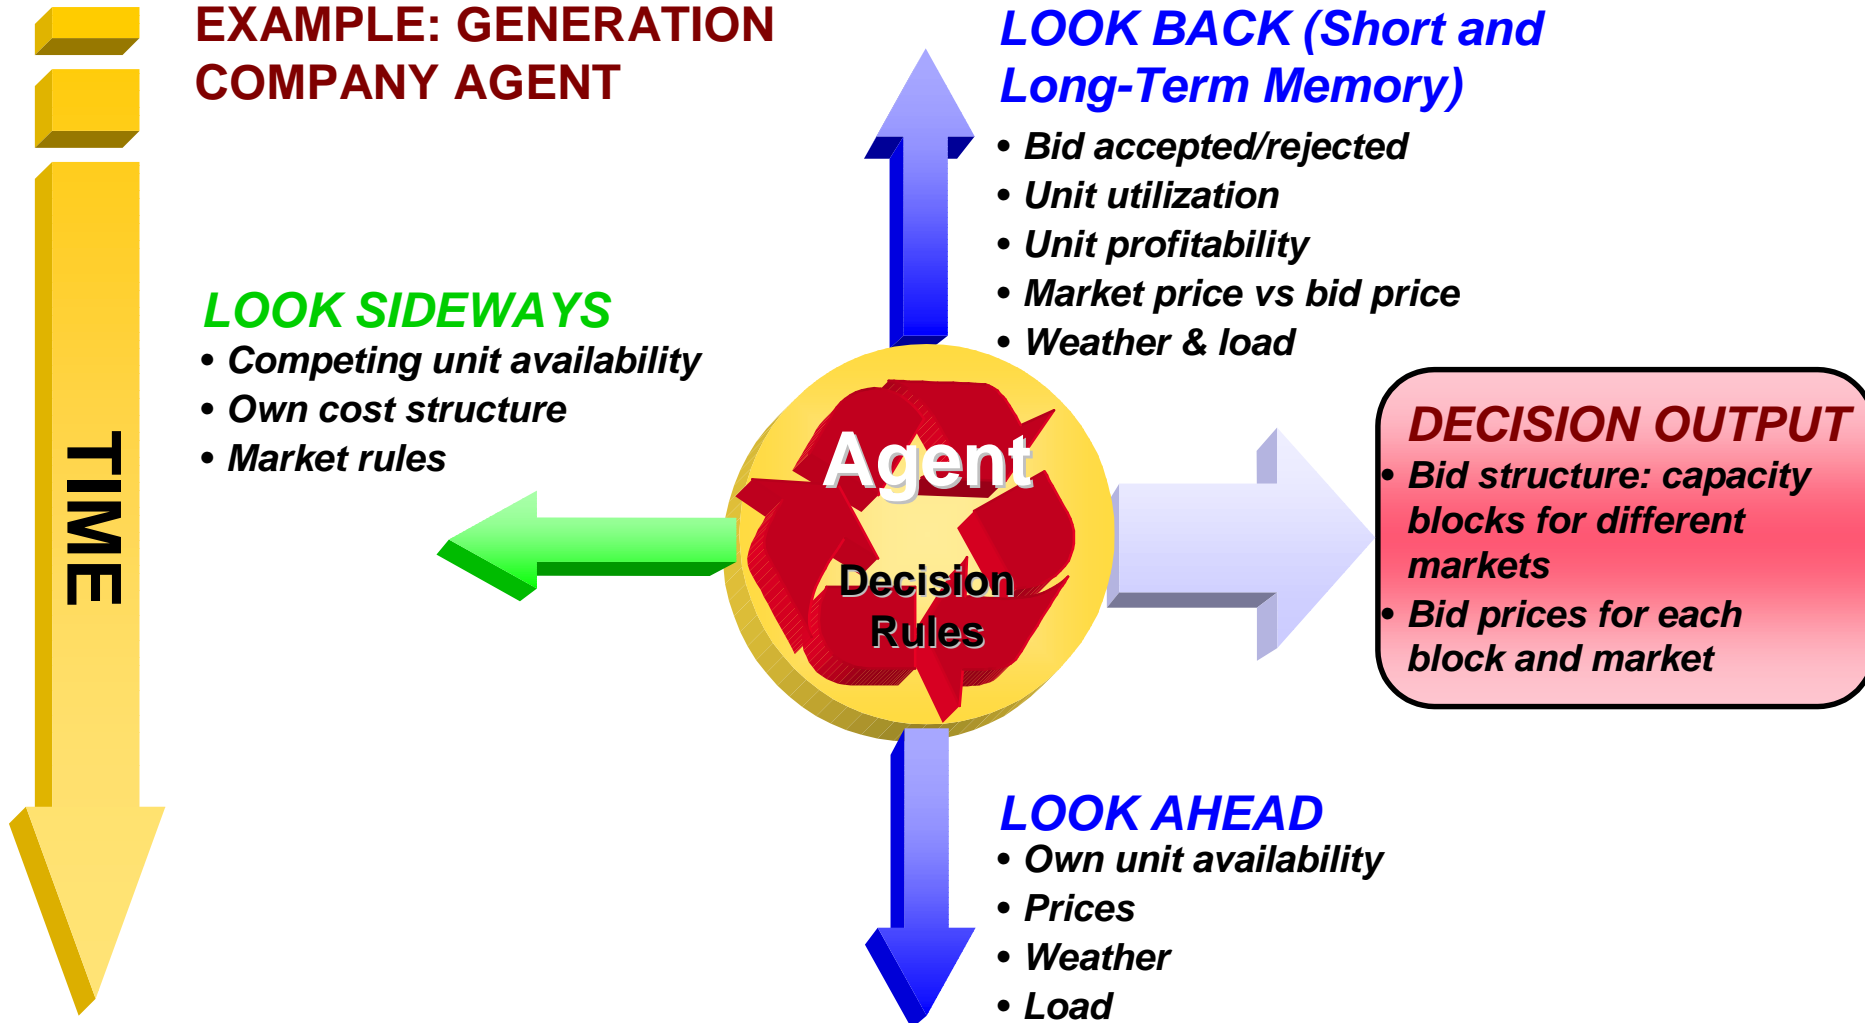 EXAMPLE: GENERATION
COMPANY AGENT
LOOK BACK (Short and
Long-Term Memory)
• Bid accepted/rejected
• Unit utilization
• Unit profitability
• Market price vs bid price
• Weather & load
LOOK SIDEWAYS
• Competing unit availability
• Own cost structure
• Market rules
TIME
Agent
Decision
Rules
DECISION OUTPUT
• Bid structure: capacity
blocks for different
markets
• Bid prices for each
block and market
LOOK AHEAD
• Own unit availability
• Prices
• Weather
• Load